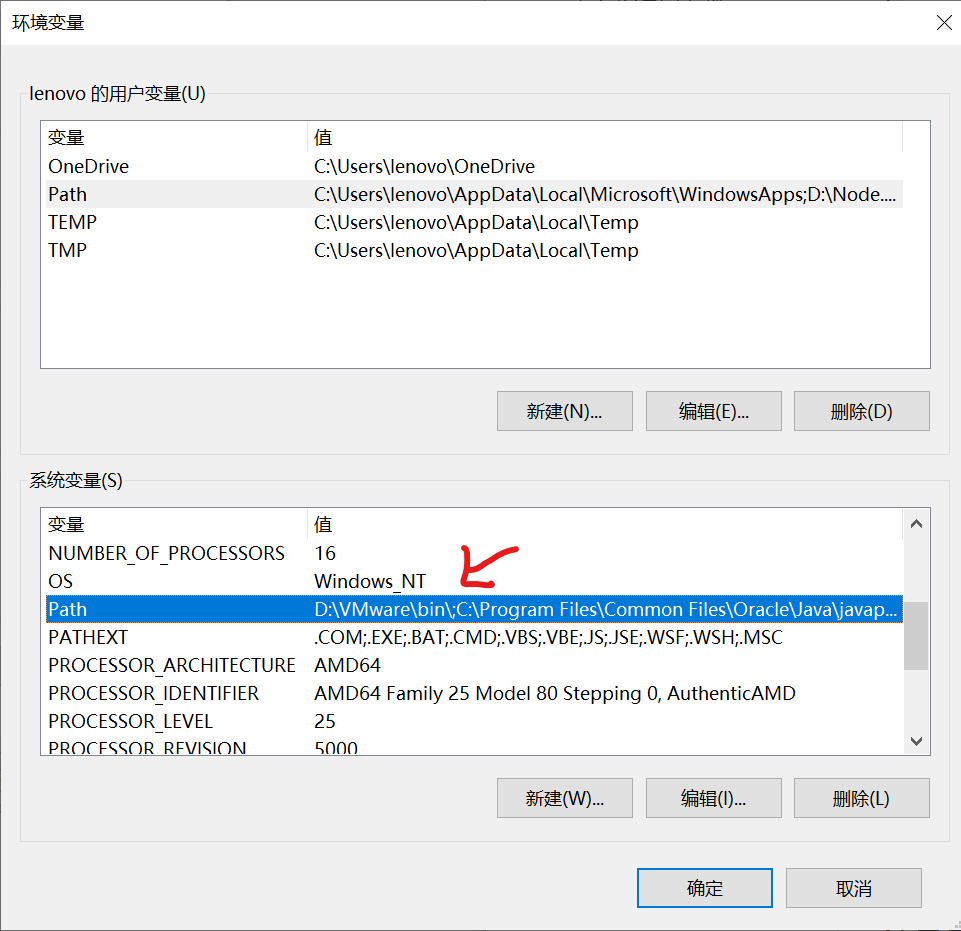 环境变量
lenovo 的用户变量(U)
变量 值
OneDrive C:\Users\lenovo\OneDrive
Path C:\Users\lenovo\AppData\Local\Microsoft\WindowsApps;D:\Node....
TEMP C:\Users\lenovo\AppData\Local\Temp
TMP C:\Users\lenovo\AppData\Local\Temp
新建(N)... 编辑(E)... 删除(D)
系统变量(S)
变量 值
NUMBER_OF_PROCESSORS 16
OS Windows_NT
Path D:\VMware\bin\;C:\Program Files\Common Files\Oracle\Java\javap...
PATHEXT .COM;.EXE;.BAT;.CMD;.VBS;.VBE;.JS;.JSE;.WSF;.WSH;.MSC
PROCESSOR_ARCHITECTURE AMD64
PROCESSOR_IDENTIFIER AMD64 Family 25 Model 80 Stepping 0, AuthenticAMD
PROCESSOR_LEVEL 25
PROCESSOR_REVISION 5000
新建(W)... 编辑(I)... 删除(L)
确定 取消